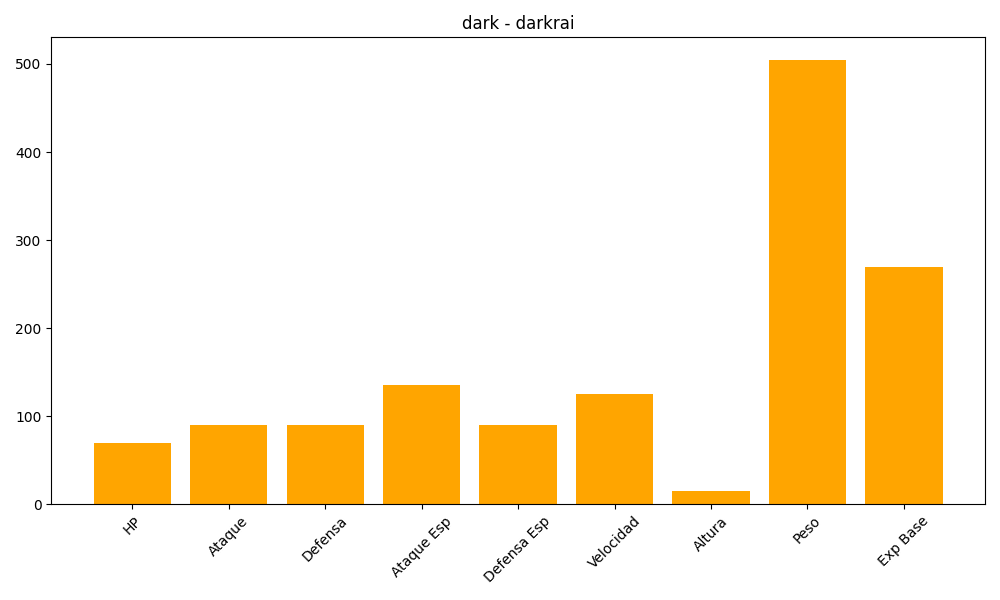 dark - darkrai
500
400
300
200
100
0
HP
Ataque
Defensa
Ataque Esp
Defensa Esp
Velocidad
Altura
Peso
Exp Base